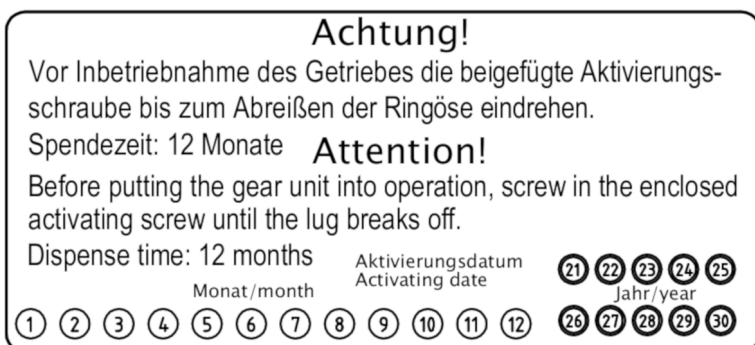 Achtung!
Vor Inbetriebnahme des Getriebes die beigefügte Aktivierungs-
schraube bis zum Abreißen der Ringöse eindrehen.
Spendezeit: 12 Monate
Attention!
Before putting the gear unit into operation, screw in the enclosed
activating screw until the lug breaks off.
Dispense time: 12 months
Aktivierungsdatum
Activating date
21 22 23 24 25
Monat/month
Jahr/year
1 2 3 4 5 6 7 8 9 10 11 12
26 27 28 29 30